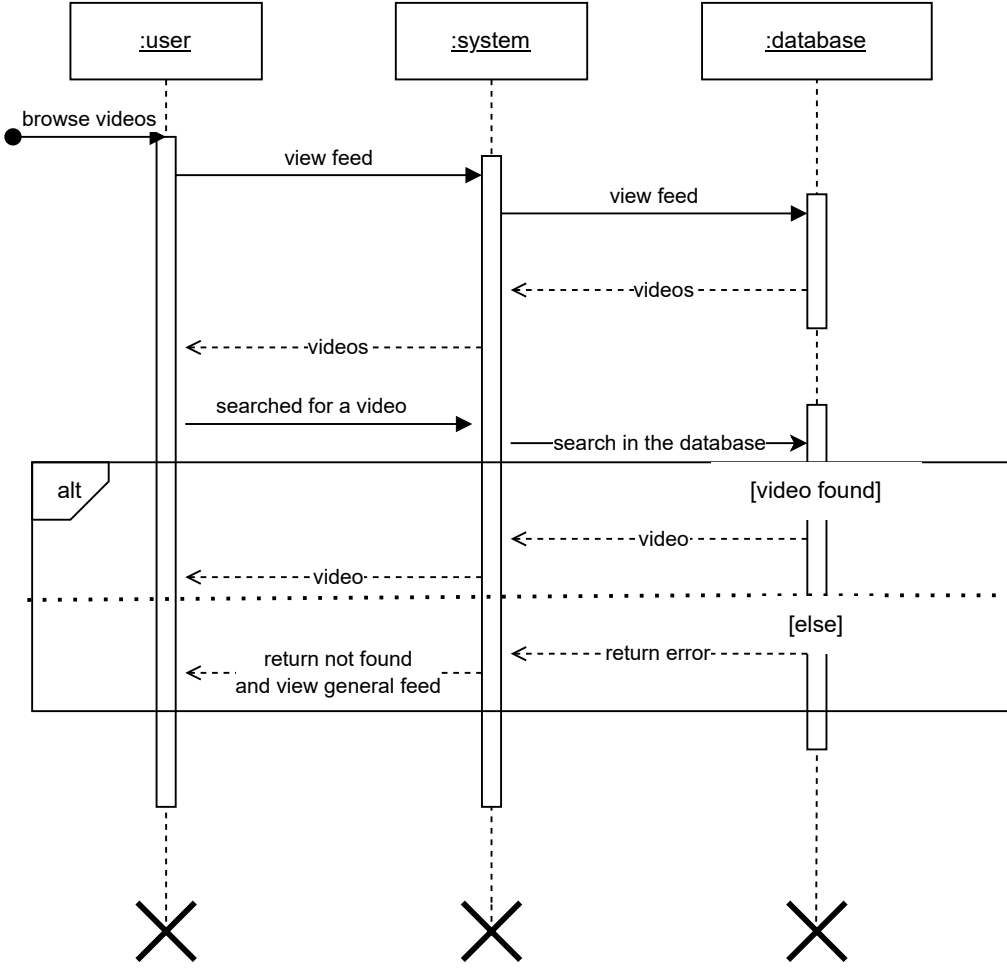 :user
:system
:database
browse videos
view feed
view feed
videos
videos
searched for a video
search in the database
alt
[video found]
video
video
[else]
return error
return not found
and view general feed